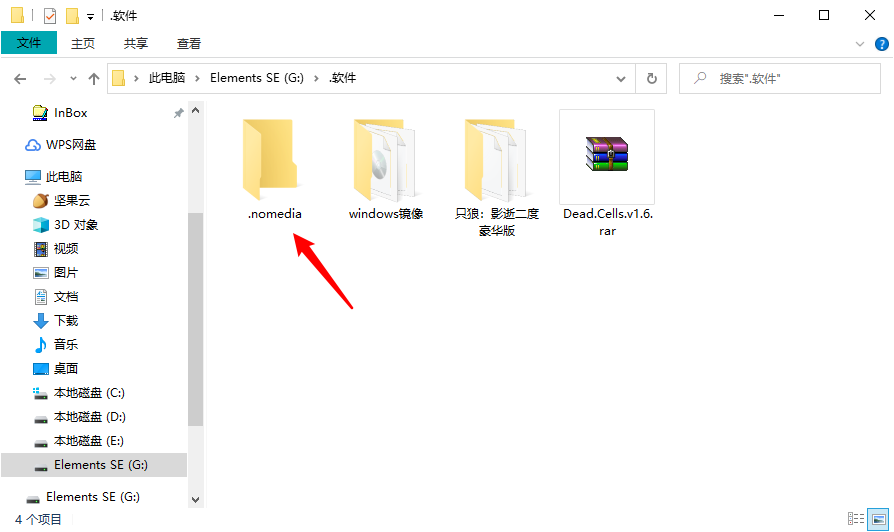 .软件
文件 主页 共享 查看
此电脑 Elements SE (G:) .软件
搜索".软件"
InBox
WPS网盘
此电脑
坚果云
3D 对象
视频
图片
文档
下载
音乐
桌面
本地磁盘 (C:)
本地磁盘 (D:)
本地磁盘 (E:)
Elements SE (G:)
Elements SE (G:)
.nomedia
windows镜像
只狼：影逝二度
豪华版
Dead.Cells.v1.6.
rar
4 个项目